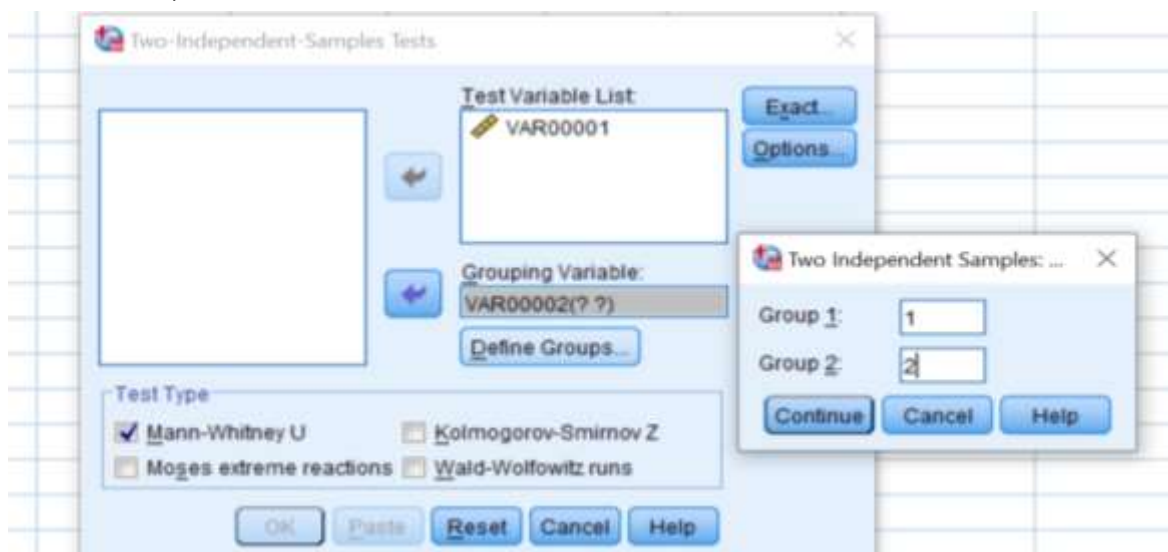 Two-Independent-Samples Tests
Test Variable List:
VAR00001
Exact...
Options...
Grouping Variable:
VAR00002(? ?)
Define Groups...
Test Type
Mann-Whitney U
Kolmogorov-Smirnov Z
Moses extreme reactions
Wald-Wolfowitz runs
OK
Paste
Reset
Cancel
Help
Two Independent Samples: ...
Group 1:
1
Group 2:
2
Continue
Cancel
Help